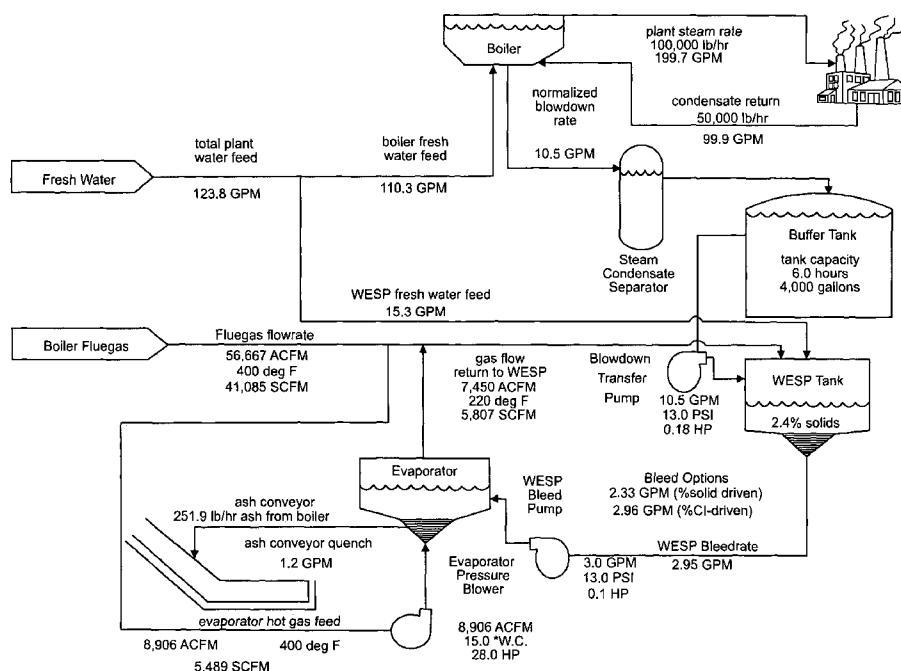 Boiler
plant steam rate
100,000 lb/hr
199.7 GPM
condensate return
50,000 lb/hr
99.9 GPM
normalized
blowdown
rate
10.5 GPM
total plant
water feed
123.8 GPM
boiler fresh
water feed
110.3 GPM
Fresh Water
Steam
Condensate
Separator
Buffer Tank
tank capacity
6.0 hours
4,000 gallons
WESP fresh water feed
15.3 GPM
Boiler Fluegas
Fluegas flowrate
56,667 ACFM
400 deg F
41,085 SCFM
gas flow
return to WESP
7,450 ACFM
220 deg F
5,807 SCFM
Blowdown
Transfer
Pump
10.5 GPM
13.0 PSI
0.18 HP
WESP Tank
2.4% solids
Evaporator
WESP
Bleed
Pump
Bleed Options
2.33 GPM (%solid driven)
2.96 GPM (%Cl-driven)
ash conveyor
251.9 lb/hr ash from boiler
ash conveyor quench
1.2 GPM
Evaporator
Pressure
Blower
3.0 GPM
13.0 PSI
0.1 HP
WESP Bleedrate
2.95 GPM
evaporator hot gas feed
8,906 ACFM
400 deg F
5,489 SCFM
8,906 ACFM
15.0 "W.C.
28.0 HP